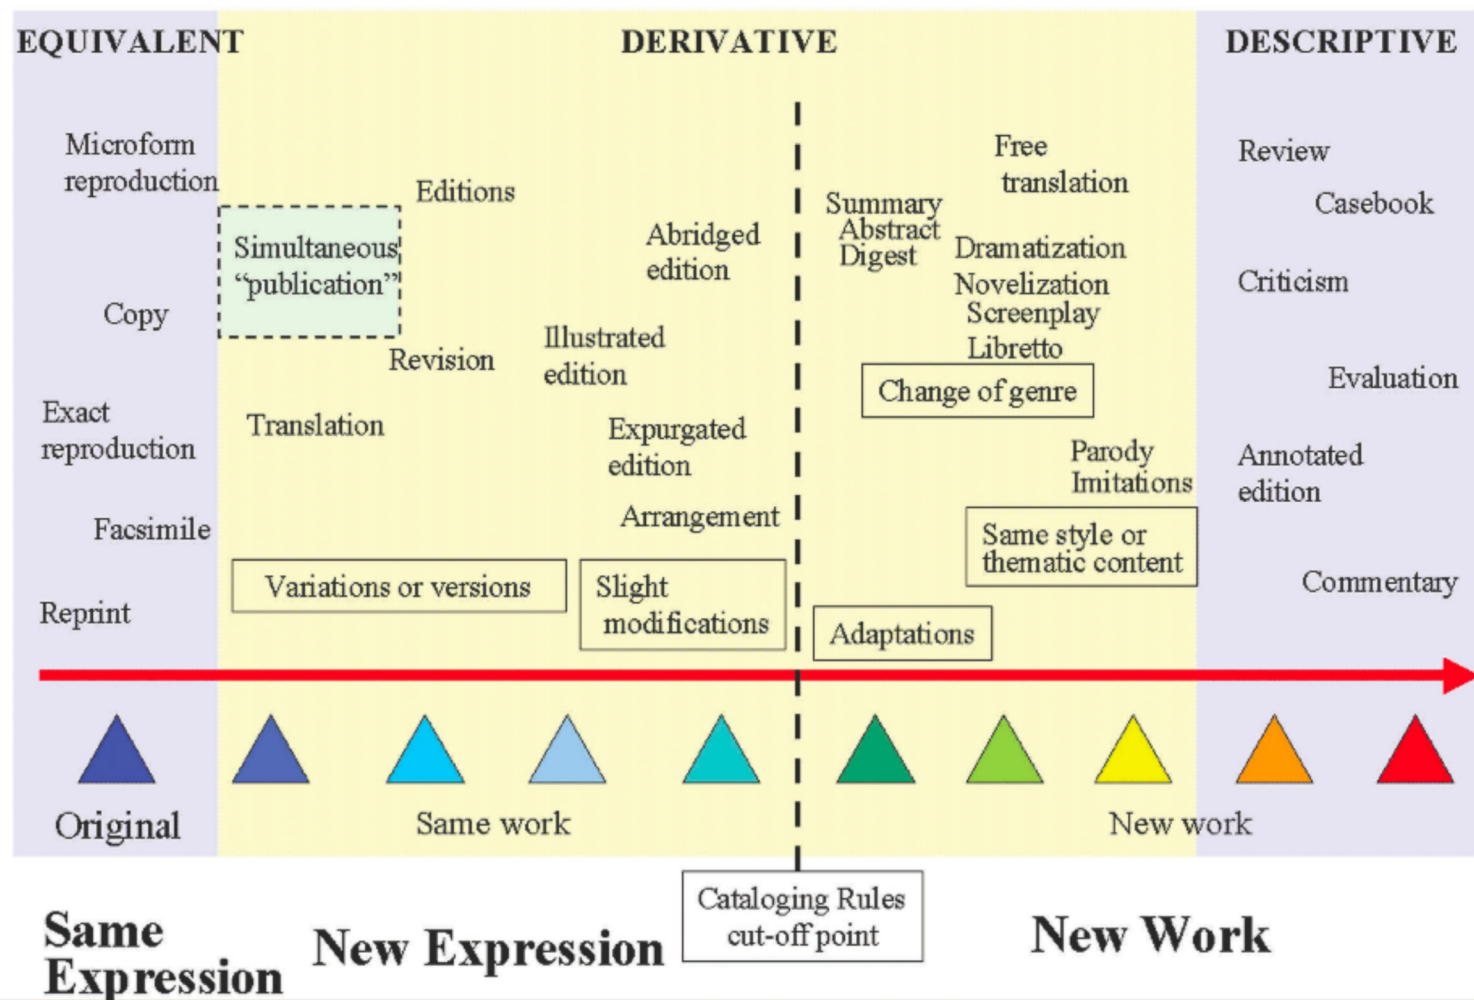 EQUIVALENT
DERIVATIVE
DESCRIPTIVE
Microform
reproduction
Copy
Exact
reproduction
Facsimile
Reprint
Simultaneous
“publication”
Editions
Revision
Translation
Illustrated
edition
Abridged
edition
Expurgated
edition
Arrangement
Variations or versions
Slight
modifications
Free
translation
Summary
Abstract
Digest
Dramatization
Novelization
Screenplay
Libretto
Change of genre
Parody
Imitations
Same style or
thematic content
Adaptations
Review
Casebook
Criticism
Evaluation
Annotated
edition
Commentary
Original
Same work
New work
Cataloging Rules
cut-off point
Same
Expression
New Expression
New Work